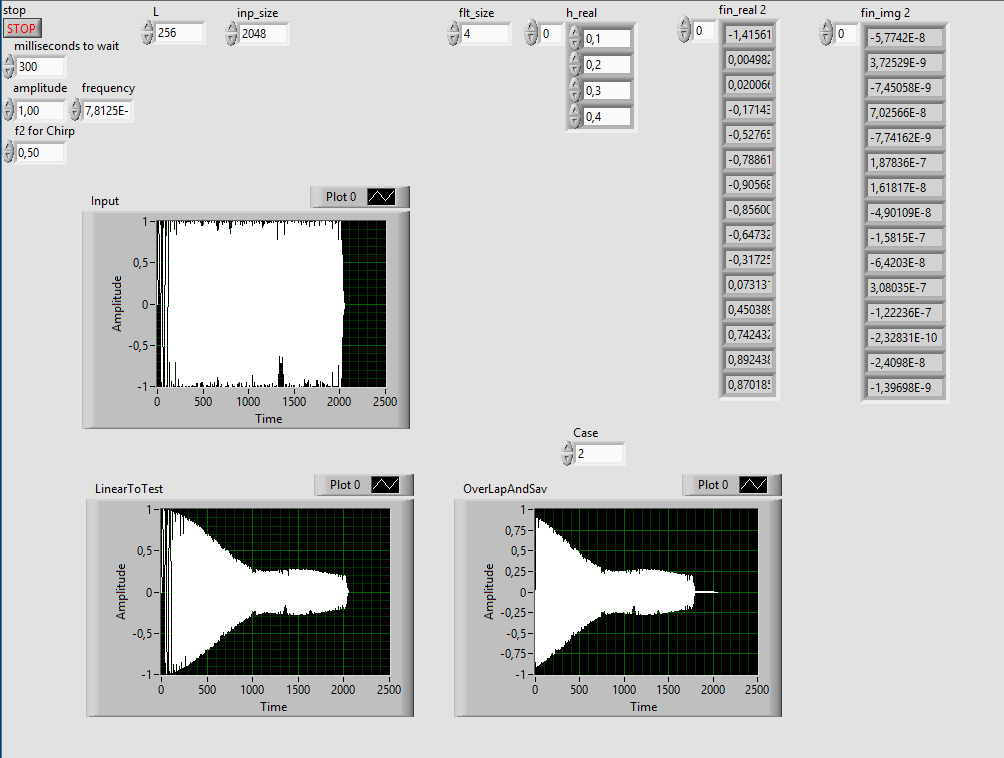 stop
STOP
L
256
inp_size
2048
flt_size
4
0
h_real
0,1
0,2
0,3
0,4
fin_real 2
0
-1,41561
0,004982
0,020066
-0,17143
-0,52765
-0,78861
-0,90568
-0,85600
-0,64732
-0,31725
0,073131
0,450389
0,742432
0,892438
0,870185
fin_img 2
0
-5,7742E-8
3,72529E-9
-7,45058E-9
7,02566E-8
-7,74162E-9
1,87836E-7
1,61817E-8
-4,90109E-8
-1,5815E-7
-6,4203E-8
3,08035E-7
-1,22236E-7
-2,32831E-10
-2,4098E-8
-1,39698E-9
milliseconds to wait
300
amplitude
1,00
frequency
7,8125E-
f2 for Chirp
0,50
Input
Plot 0
Amplitude
1
0,5
0
-0,5
-1
0 500 1000 1500 2000 2500
Time
Case
2
LinearToTest
Plot 0
Amplitude
1
0,5
0
-0,5
-1
0 500 1000 1500 2000 2500
Time
OverLapAndSav
Plot 0
Amplitude
1
0,75
0,5
0,25
0
-0,25
-0,5
-0,75
-1
0 500 1000 1500 2000 2500
Time